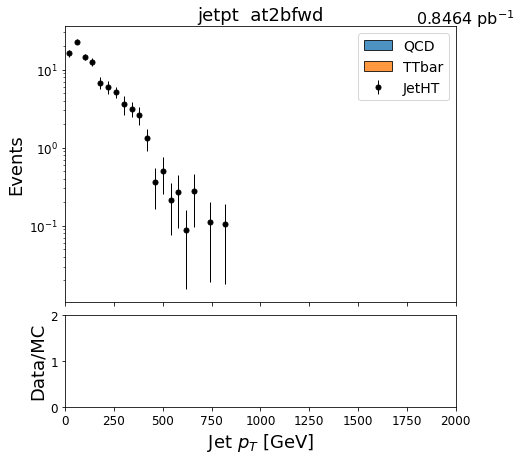 jetpt  at2bfwd
0.8464 pb⁻¹
QCD
TTbar
JetHT
Events
10¹
10⁰
10⁻¹
Data/MC
2
1
0
0 250 500 750 1000 1250 1500 1750 2000
Jet p_T [GeV]